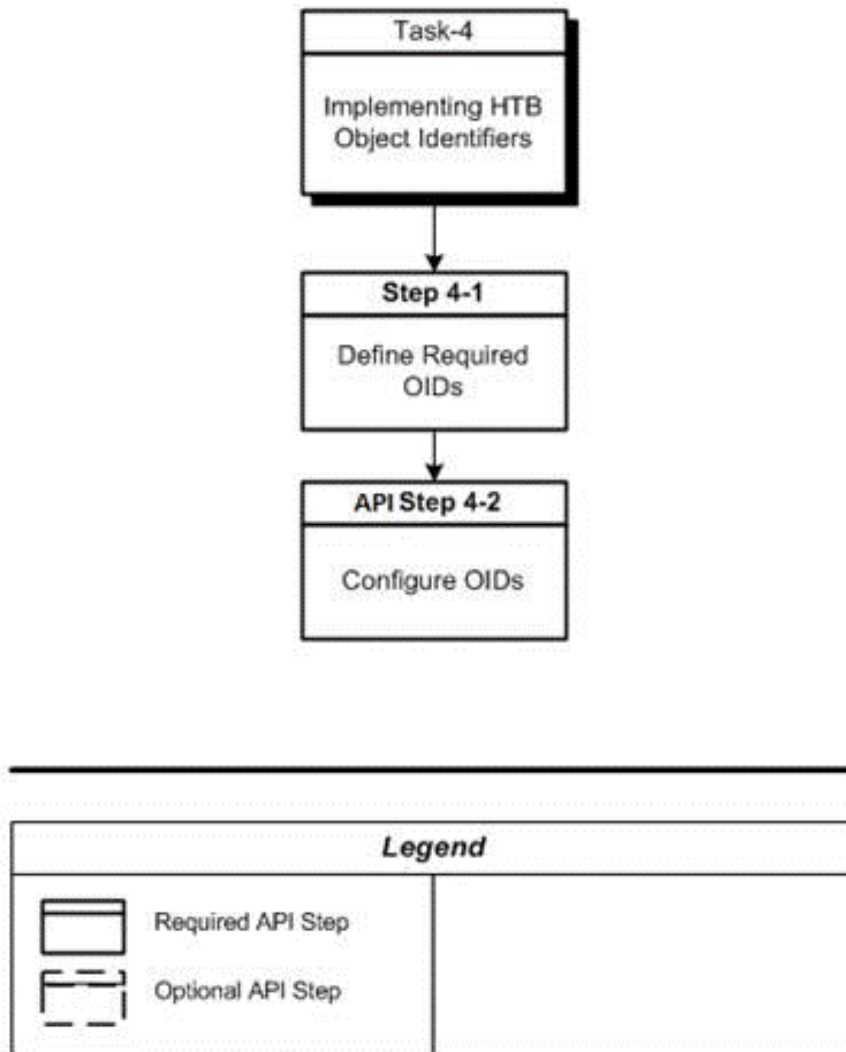 Task-4
Implementing HTB
Object Identifiers
Step 4-1
Define Required
OIDs
API Step 4-2
Configure OIDs
Legend
Required API Step
Optional API Step